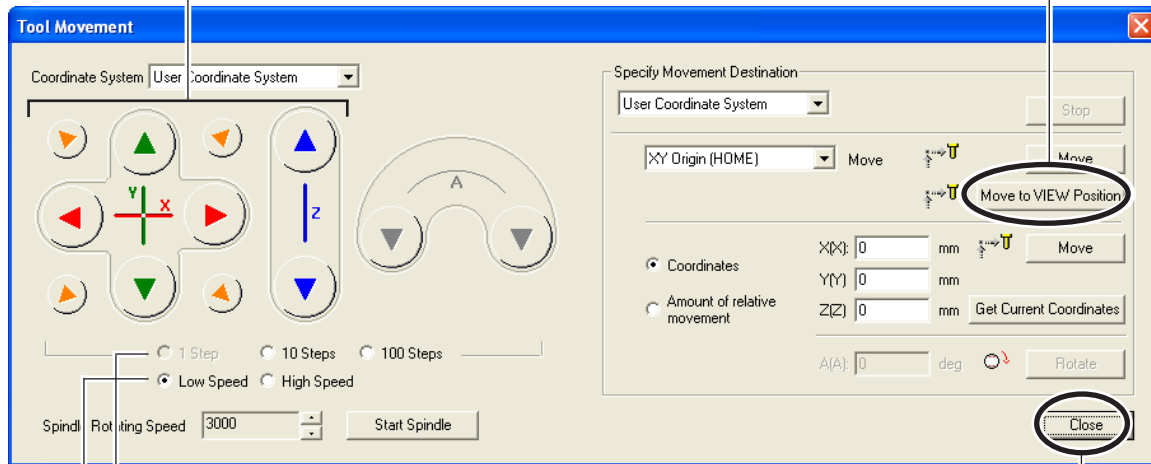 Tool Movement
Coordinate System User Coordinate System
Y
X
Z
A
1 Step 10 Steps 100 Steps
Low Speed High Speed
Spindle Rotating Speed 3000 Start Spindle
Specify Movement Destination
User Coordinate System Stop
XY Origin (HOME) Move Move
Move to VIEW Position
Coordinates
Amount of relative
movement
X(X): 0 mm Move
Y(Y) 0 mm
Z(Z) 0 mm Get Current Coordinates
A(A): 0 deg Rotate
Close